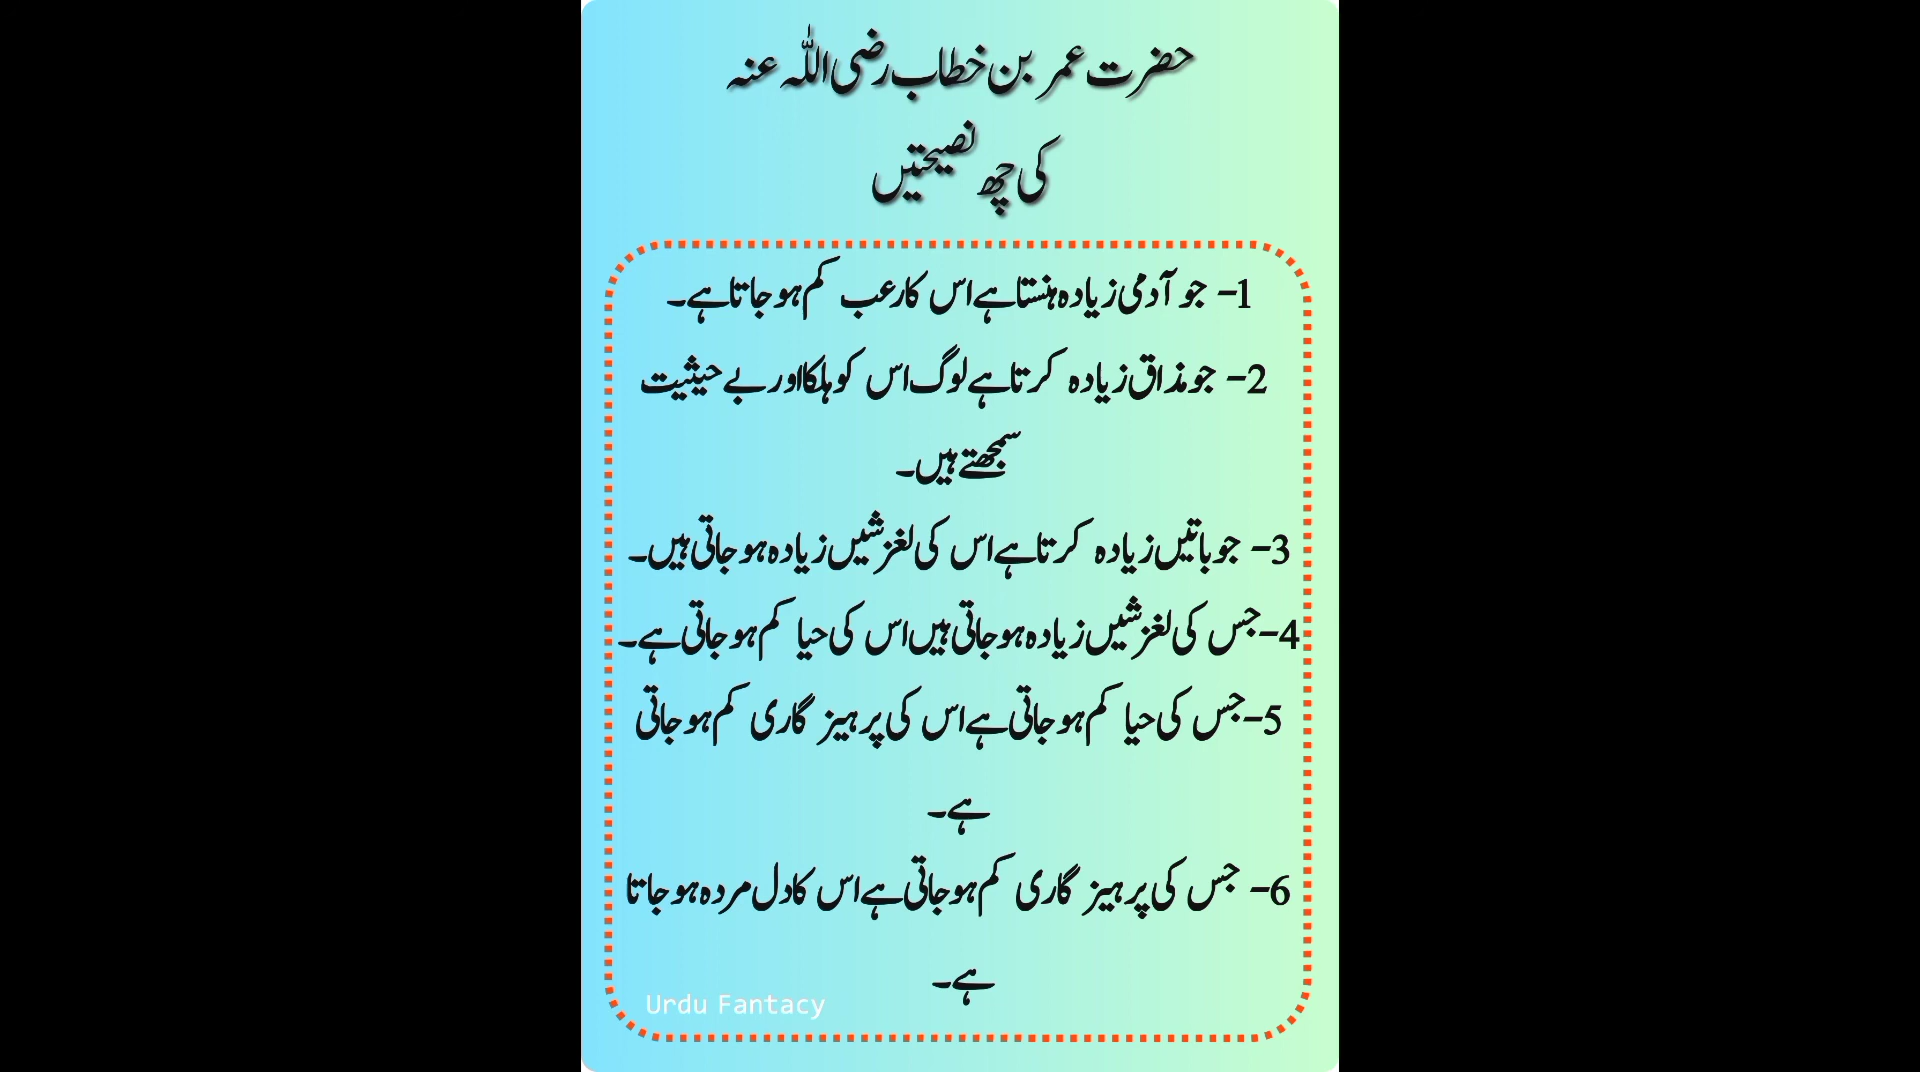 حضرت عمر بن خطاب رضی اللہ عنہ
کی چھ نصیحتیں
1- جو آدمی زیادہ ہنستا ہے اس کا رعب کم ہو جاتا ہے۔
2- جو مذاق زیادہ کرتا ہے لوگ اس کو ہلکا اور بے حیثیت
سمجھتے ہیں۔
3- جو باتیں زیادہ کرتا ہے اس کی لغزشیں زیادہ ہو جاتی ہیں۔
4-جس کی لغزشیں زیادہ ہو جاتی ہیں اس کی حیا کم ہو جاتی ہے۔
5-جس کی حیا کم ہو جاتی ہے اس کی پرہیز گاری کم ہو جاتی
ہے۔
6- جس کی پرہیز گاری کم ہو جاتی ہے اس کا دل مردہ ہو جاتا
ہے۔
Urdu Fantacy